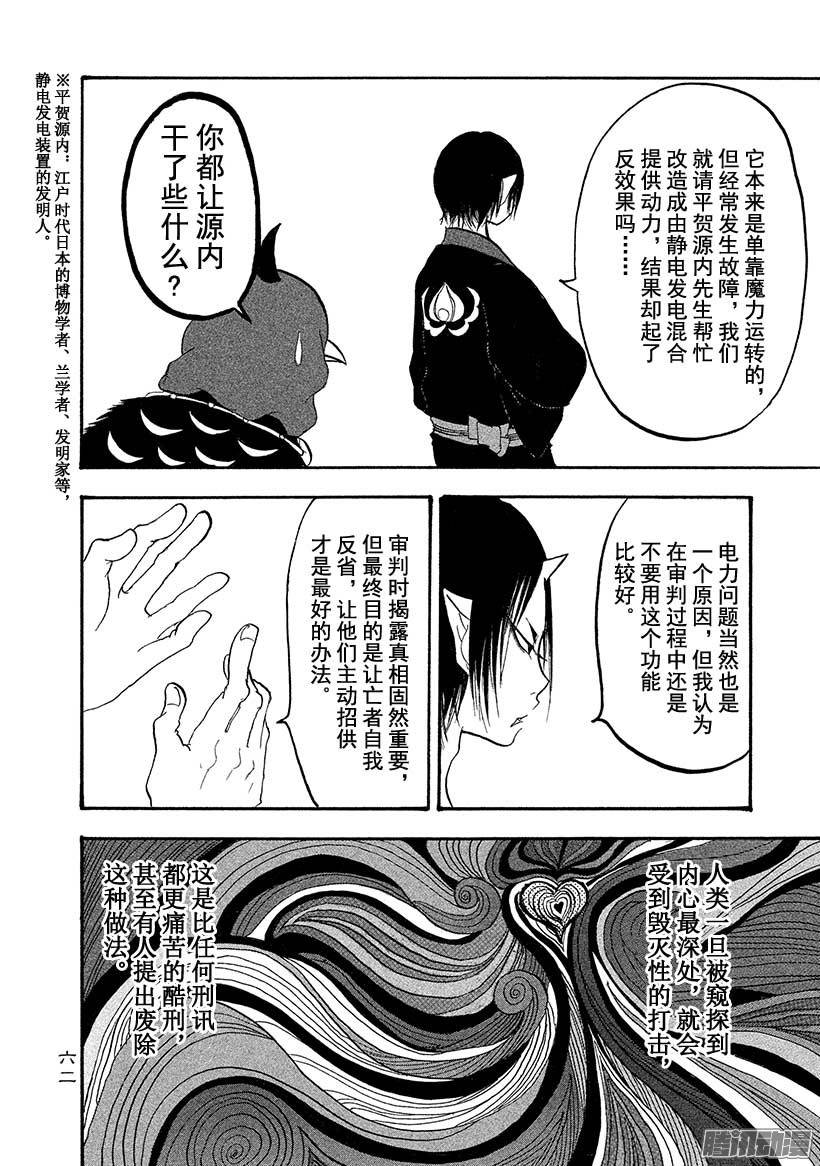 它本来是单靠魔力运转的，
但经常发生故障，我们
就请平贺源内先生帮忙
改造成由静电发电混合
提供动力，结果却起了
反效果吗……
你都让源内
干了些什么？
※平贺源内：江户时代日本的博物学者、兰学者、发明家等，
静电发电装置的发明人。
电力问题当然也是
一个原因，但我认为
在审判过程中还是
不要用这个功能
比较好。
审判时揭露真相固然重要，
但最终目的是让亡者自我
反省，让他们主动招供
才是最好的办法。
人类一旦被窥探到
内心最深处，就会
受到毁灭性的打击，
这是比任何刑讯
都更痛苦的酷刑，
甚至有人提出废除
这种做法。
六二
腾讯动漫